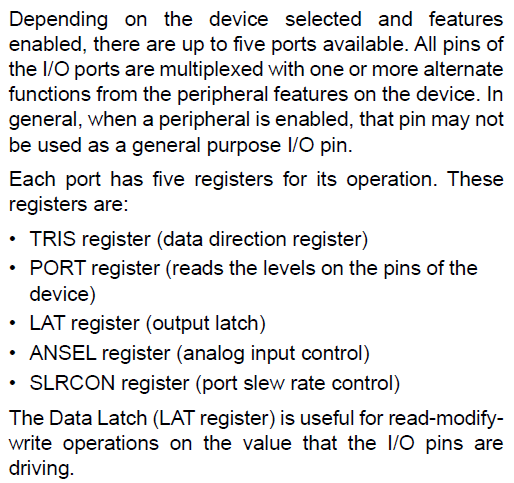 Depending on the device selected and features
enabled, there are up to five ports available. All pins of
the I/O ports are multiplexed with one or more alternate
functions from the peripheral features on the device. In
general, when a peripheral is enabled, that pin may not
be used as a general purpose I/O pin.
Each port has five registers for its operation. These
registers are:
• TRIS register (data direction register)
• PORT register (reads the levels on the pins of the
device)
• LAT register (output latch)
• ANSEL register (analog input control)
• SLRCON register (port slew rate control)
The Data Latch (LAT register) is useful for read-modify-
write operations on the value that the I/O pins are
driving.